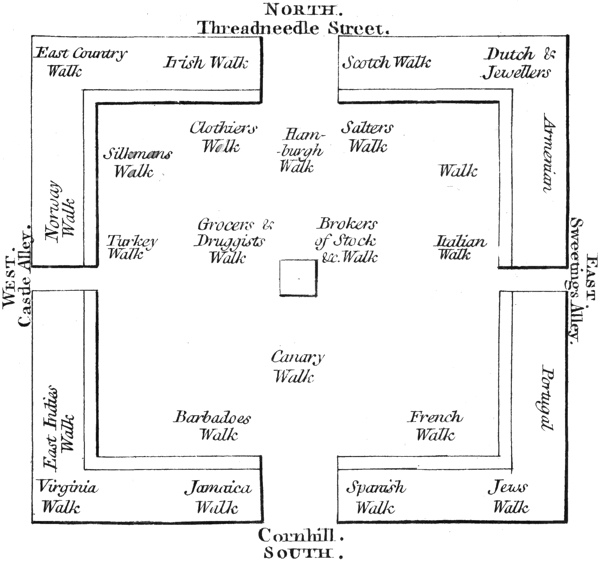 NORTH.
Threadneedle Street.
East Country
Walk
Irish Walk
Scotch Walk
Dutch &
Jewellers
Clothiers
Walk
Ham-
-burgh
Walk
Salters
Walk
Silkmans
Walk
Walk
Armenian
Norway
Walk
Turkey
Walk
Grocers &
Druggists
Walk
Brokers
of Stock
&c. Walk
Italian
Walk
WEST.
Castle Alley.
EAST.
Sweetings Alley.
Canary
Walk
Barbadoes
Walk
French
Walk
East Indies
Walk
Portugal
Virginia
Walk
Jamaica
Walk
Spanish
Walk
Jews
Walk
Cornhill.
SOUTH.